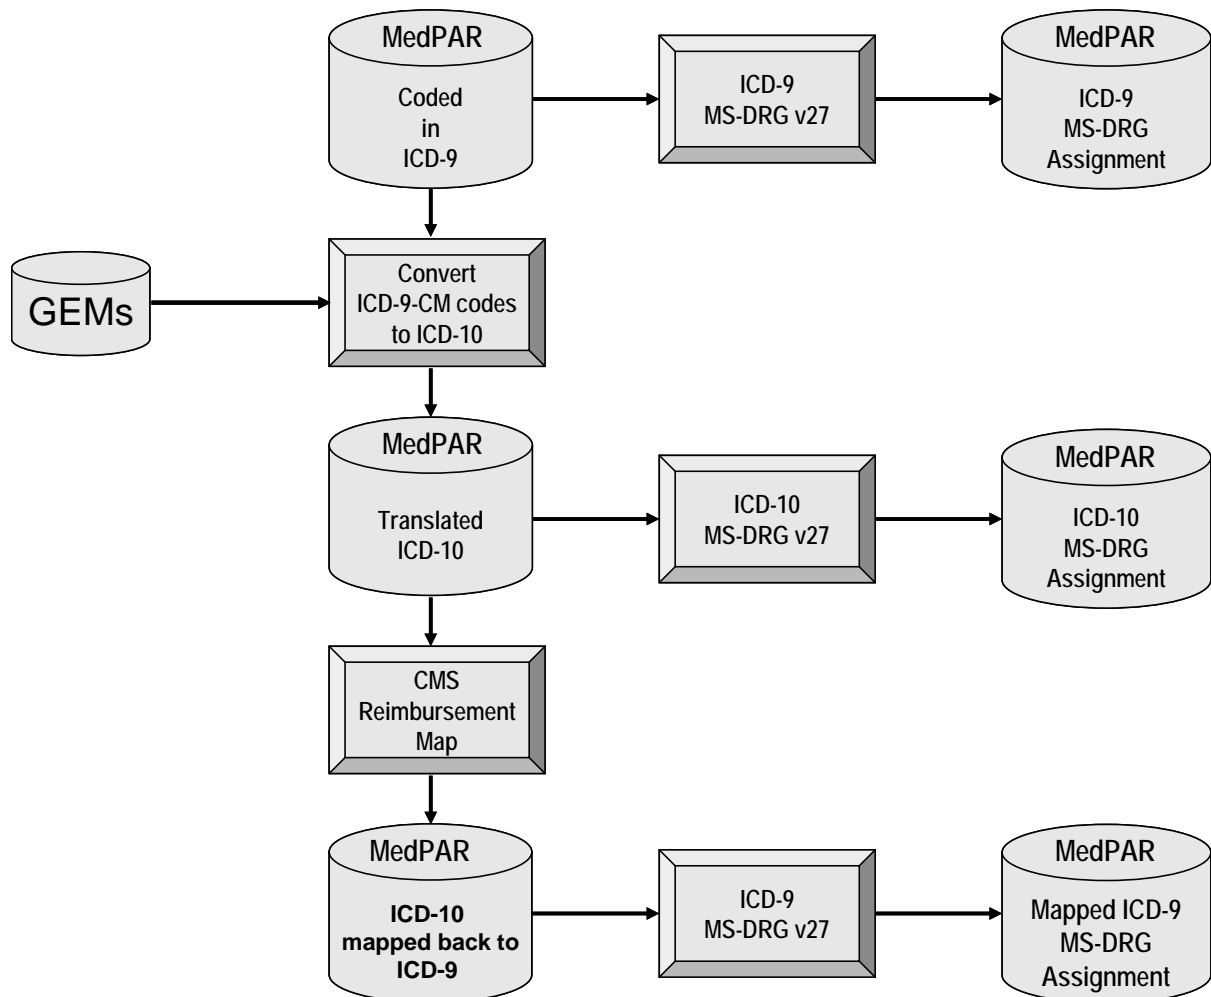 MedPAR
Coded
in
ICD-9
ICD-9
MS-DRG v27
MedPAR
ICD-9
MS-DRG
Assignment
GEMs
Convert
ICD-9-CM codes
to ICD-10
MedPAR
Translated
ICD-10
ICD-10
MS-DRG v27
MedPAR
ICD-10
MS-DRG
Assignment
CMS
Reimbursement
Map
MedPAR
ICD-10
mapped back to
ICD-9
ICD-9
MS-DRG v27
MedPAR
Mapped ICD-9
MS-DRG
Assignment